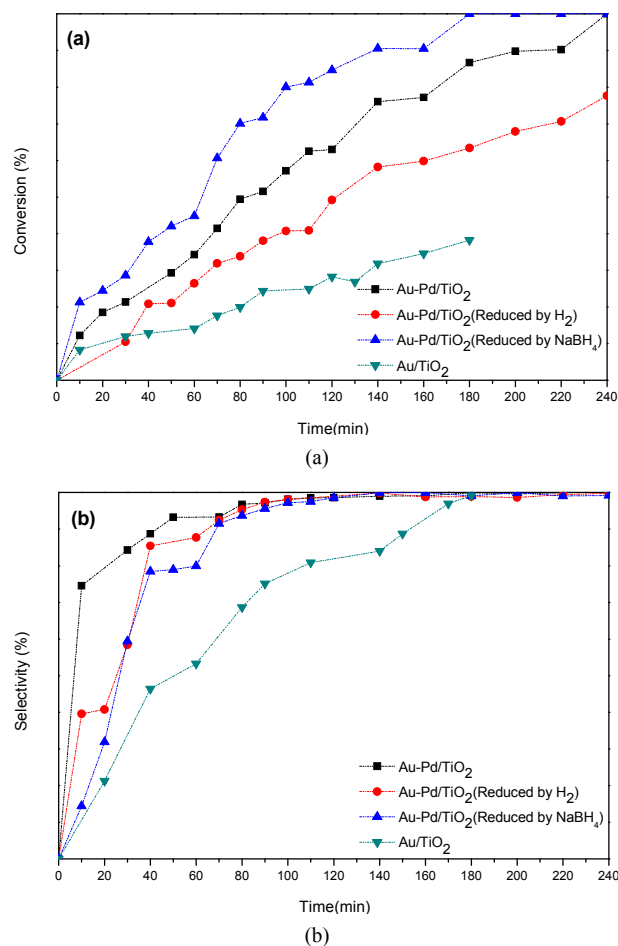 (a)
Conversion (%)
Au-Pd/TiO2
Au-Pd/TiO2(Reduced by H2)
Au-Pd/TiO2(Reduced by NaBH4)
Au/TiO2
0 20 40 60 80 100 120 140 160 180 200 220 240
Time(min)
(a)
(b)
Selectivity (%)
Au-Pd/TiO2
Au-Pd/TiO2(Reduced by H2)
Au-Pd/TiO2(Reduced by NaBH4)
Au/TiO2
0 20 40 60 80 100 120 140 160 180 200 220 240
Time(min)
(b)